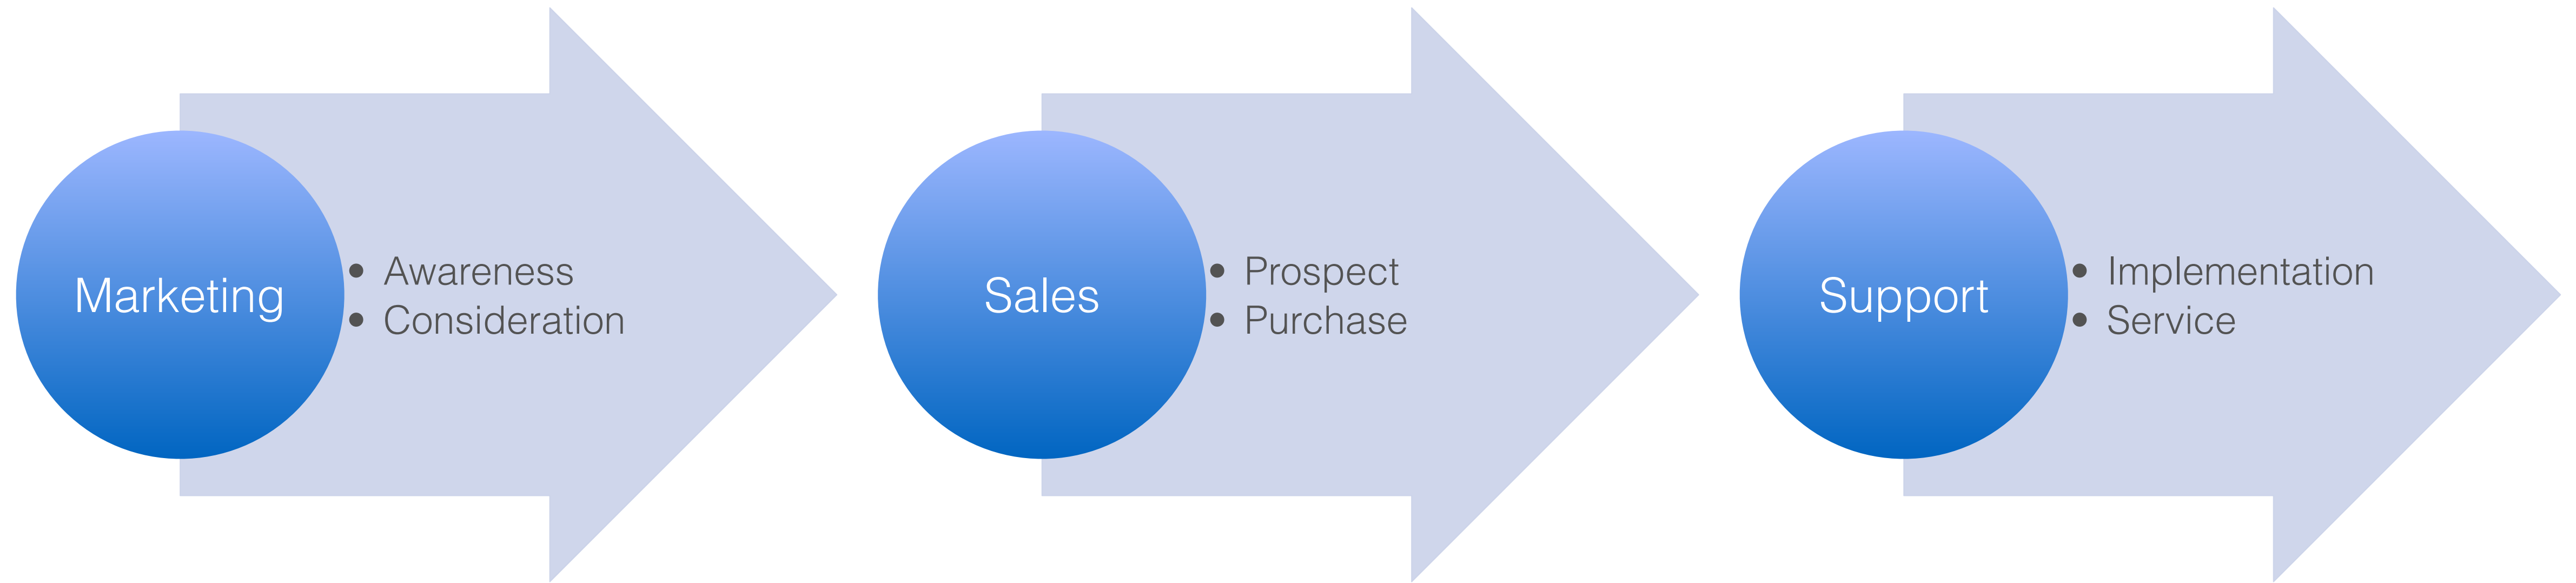 Marketing
• Awareness
• Consideration
Sales
• Prospect
• Purchase
Support
• Implementation
• Service